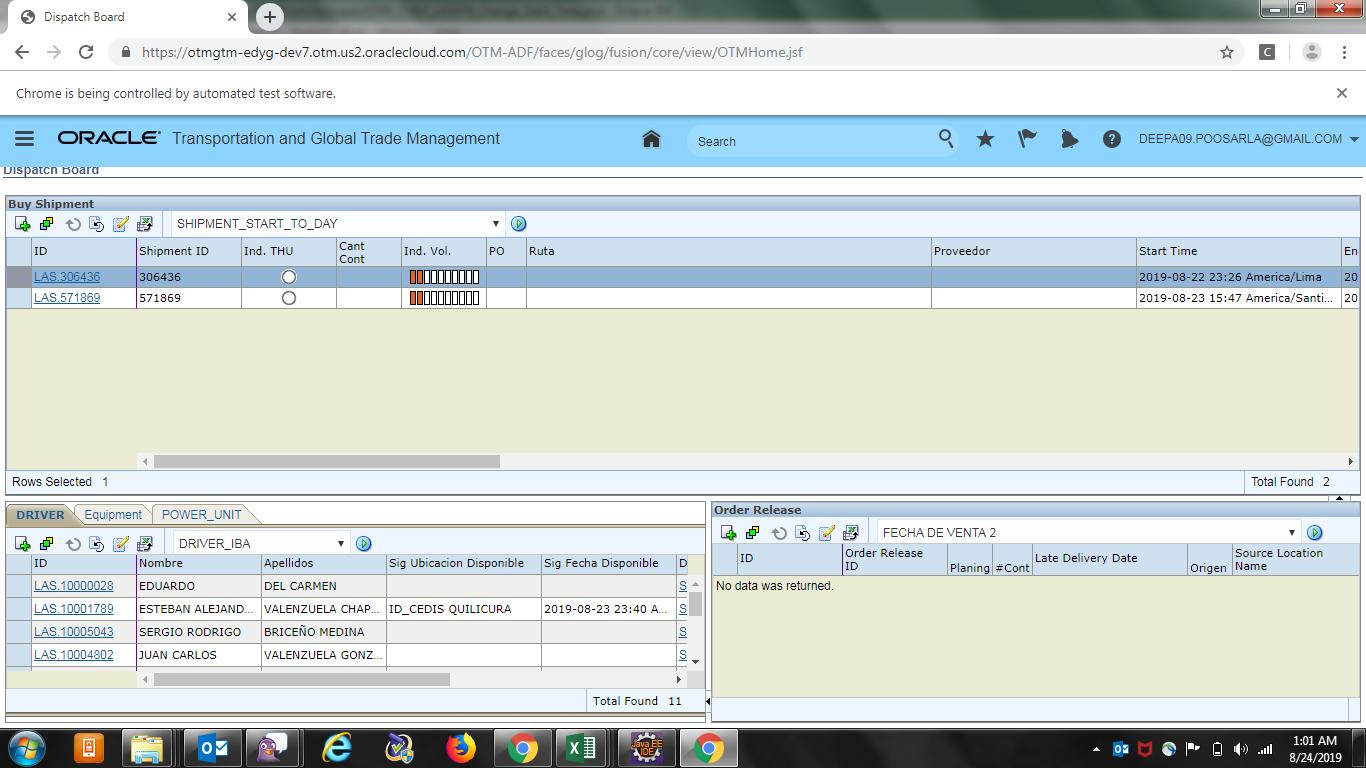 Dispatch Board
https://otmgtm-edyg-dev7.otm.us2.oraclecloud.com/OTM-ADF/faces/glog/fusion/core/view/OTMHome.jsf
C
Chrome is being controlled by automated test software.
ORACLE Transportation and Global Trade Management
Search
DEEPA09.POOSARLA@GMAIL.COM
Dispatch Board
Buy Shipment
SHIPMENT_START_TO_DAY
ID Shipment ID Ind. THU Cant Cont Ind. Vol. PO Ruta Proveedor Start Time En
LAS.306436 306436 2019-08-22 23:26 America/Lima 20
LAS.571869 571869 2019-08-23 15:47 America/Santi... 20
Rows Selected 1
Total Found 2
DRIVER Equipment POWER_UNIT
DRIVER_IBA
ID Nombre Apellidos Sig Ubicacion Disponible Sig Fecha Disponible D
LAS.10000028 EDUARDO DEL CARMEN S
LAS.10001789 ESTEBAN ALEJAND... VALENZUELA CHAP... ID_CEDIS QUILICURA 2019-08-23 23:40 A... S
LAS.10005043 SERGIO RODRIGO BRICEÑO MEDINA S
LAS.10004802 JUAN CARLOS VALENZUELA GONZ... S
Total Found 11
Order Release
FECHA DE VENTA 2
ID Order Release ID Planing #Cont Late Delivery Date Origen Source Location Name
No data was returned.
Java EE
IDE
1:01 AM
8/24/2019